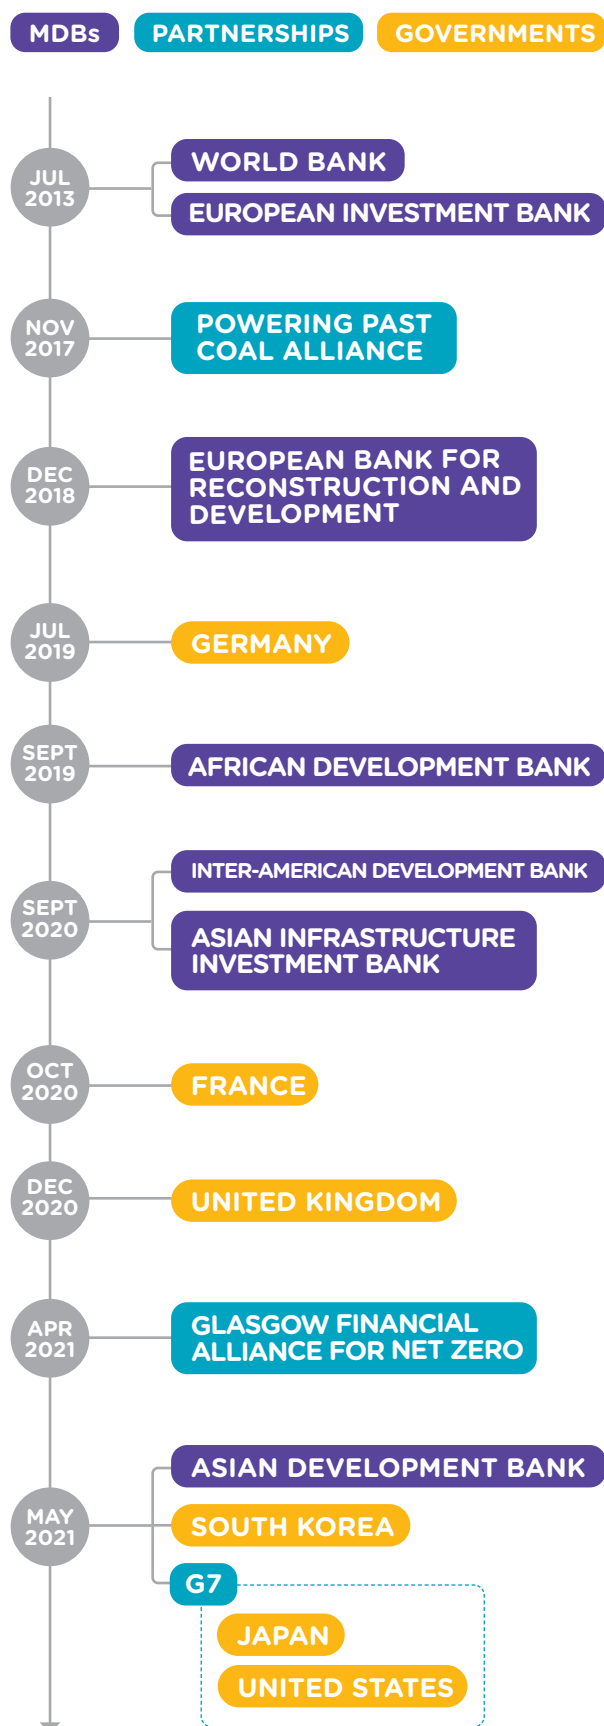 MDBs
PARTNERSHIPS
GOVERNMENTS
JUL
2013
WORLD BANK
EUROPEAN INVESTMENT BANK
NOV
2017
POWERING PAST
COAL ALLIANCE
DEC
2018
EUROPEAN BANK FOR
RECONSTRUCTION AND
DEVELOPMENT
JUL
2019
GERMANY
SEPT
2019
AFRICAN DEVELOPMENT BANK
SEPT
2020
INTER-AMERICAN DEVELOPMENT BANK
ASIAN INFRASTRUCTURE
INVESTMENT BANK
OCT
2020
FRANCE
DEC
2020
UNITED KINGDOM
APR
2021
GLASGOW FINANCIAL
ALLIANCE FOR NET ZERO
MAY
2021
ASIAN DEVELOPMENT BANK
SOUTH KOREA
G7
JAPAN
UNITED STATES